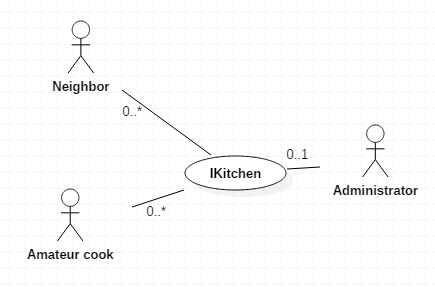 Neighbor
0..*
0..1
IKitchen
Administrator
0..*
Amateur cook